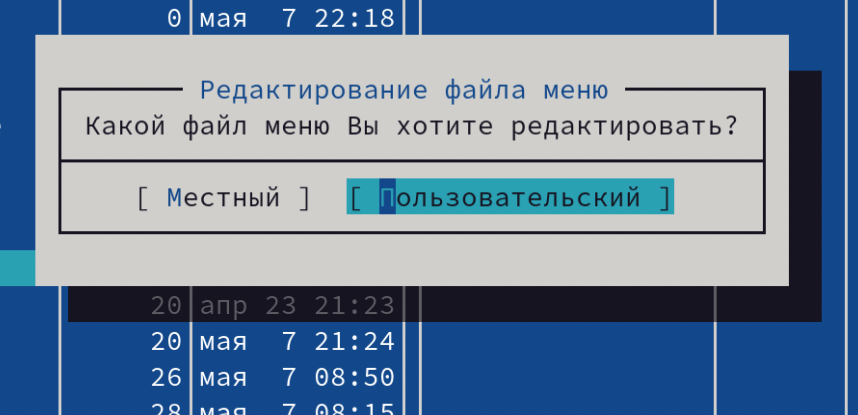 0 мая 7 22:18
Редактирование файла меню
Какой файл меню Вы хотите редактировать?
[ Местный ] [ Пользовательский ]
20 апр 23 21:23
20 мая 7 21:24
26 мая 7 08:50
28 мая 7 08:15